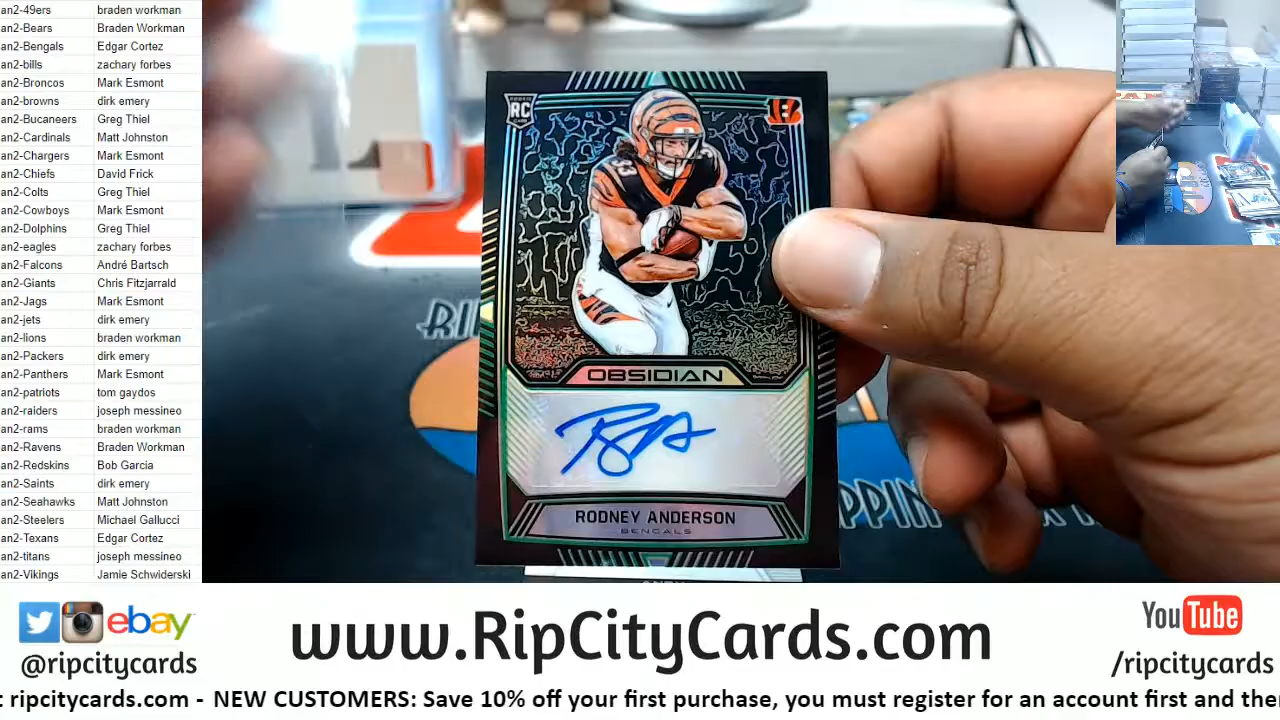 an2-49ers braden workman
an2-Bears Braden Workman
an2-Bengals Edgar Cortez
an2-bills zachary forbes
an2-Broncos Mark Esmont
an2-browns dirk emery
an2-Bucaneers Greg Thiel
an2-Cardinals Matt Johnston
an2-Chargers Mark Esmont
an2-Chiefs David Frick
an2-Colts Greg Thiel
an2-Cowboys Mark Esmont
an2-Dolphins Greg Thiel
an2-eagles zachary forbes
an2-Falcons André Bartsch
an2-Giants Chris Fitzjarrald
an2-Jags Mark Esmont
an2-jets dirk emery
an2-lions braden workman
an2-Packers dirk emery
an2-Panthers Mark Esmont
an2-patriots tom gaydos
an2-raiders joseph messineo
an2-rams braden workman
an2-Ravens Braden Workman
an2-Redskins Bob Garcia
an2-Saints dirk emery
an2-Seahawks Matt Johnston
an2-Steelers Michael Gallucci
an2-Texans Edgar Cortez
an2-titans joseph messineo
an2-Vikings Jamie Schwiderski
RC
OBSIDIAN
RODNEY ANDERSON
BENGALS
RI
PPIN
ebay
@ripcitycards
www.RipCityCards.com
YouTube
/ripcitycards
ripcitycards.com - NEW CUSTOMERS: Save 10% off your first purchase, you must register for an account first and the